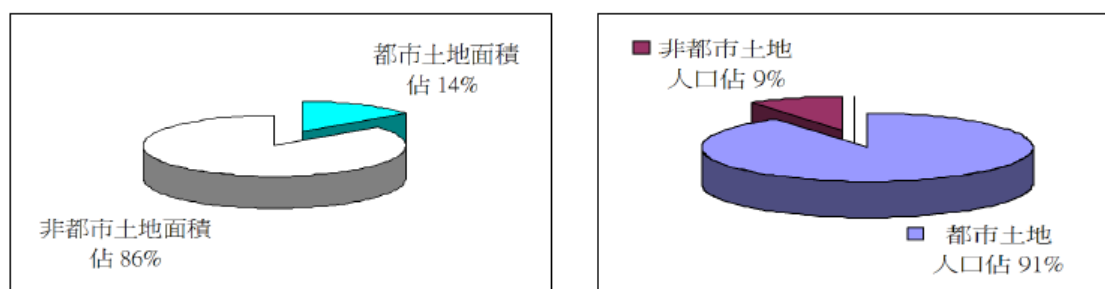 都市土地面積
佔 14%
非都市土地面積
佔 86%
非都市土地
人口佔 9%
都市土地
人口佔 91%